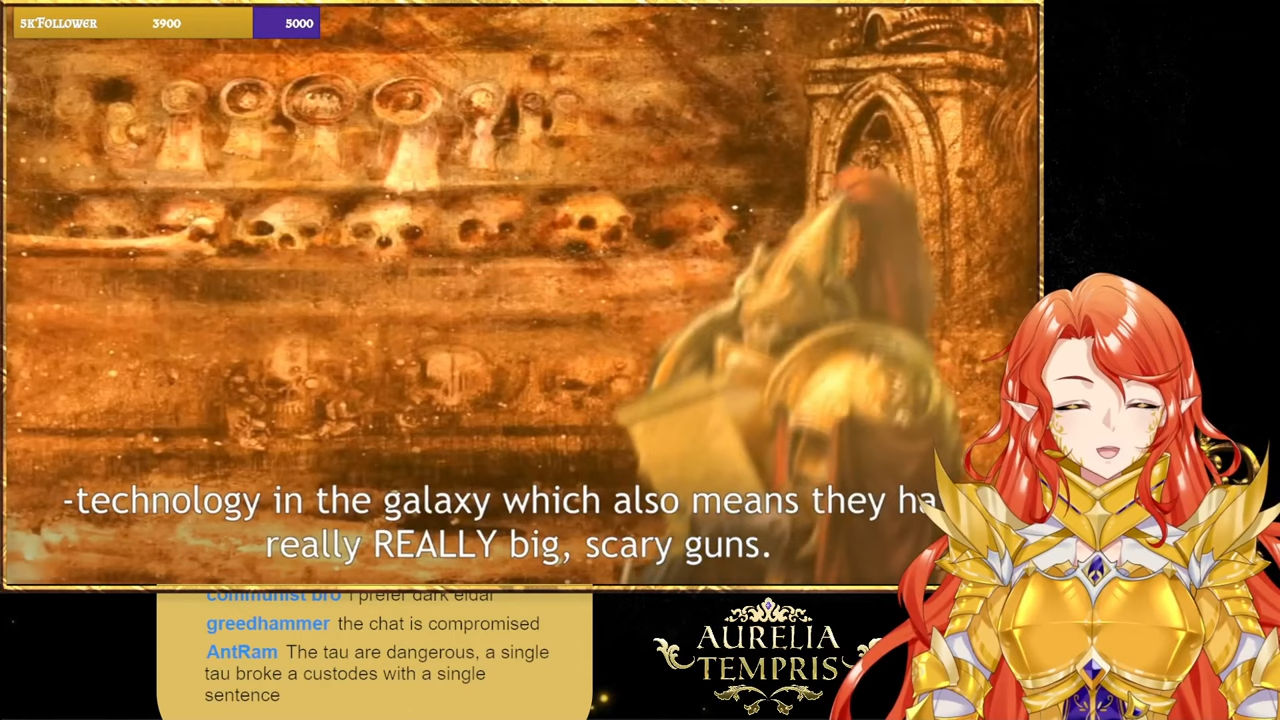 5K Follower 3900 5000
-technology in the galaxy which also means they ha
really REALLY big, scary guns.
communist bro i prefer dark eldar
greedhammer the chat is compromised
AntRam The tau are dangerous, a single
tau broke a custodes with a single
sentence
AURELIA
TEMPRIS